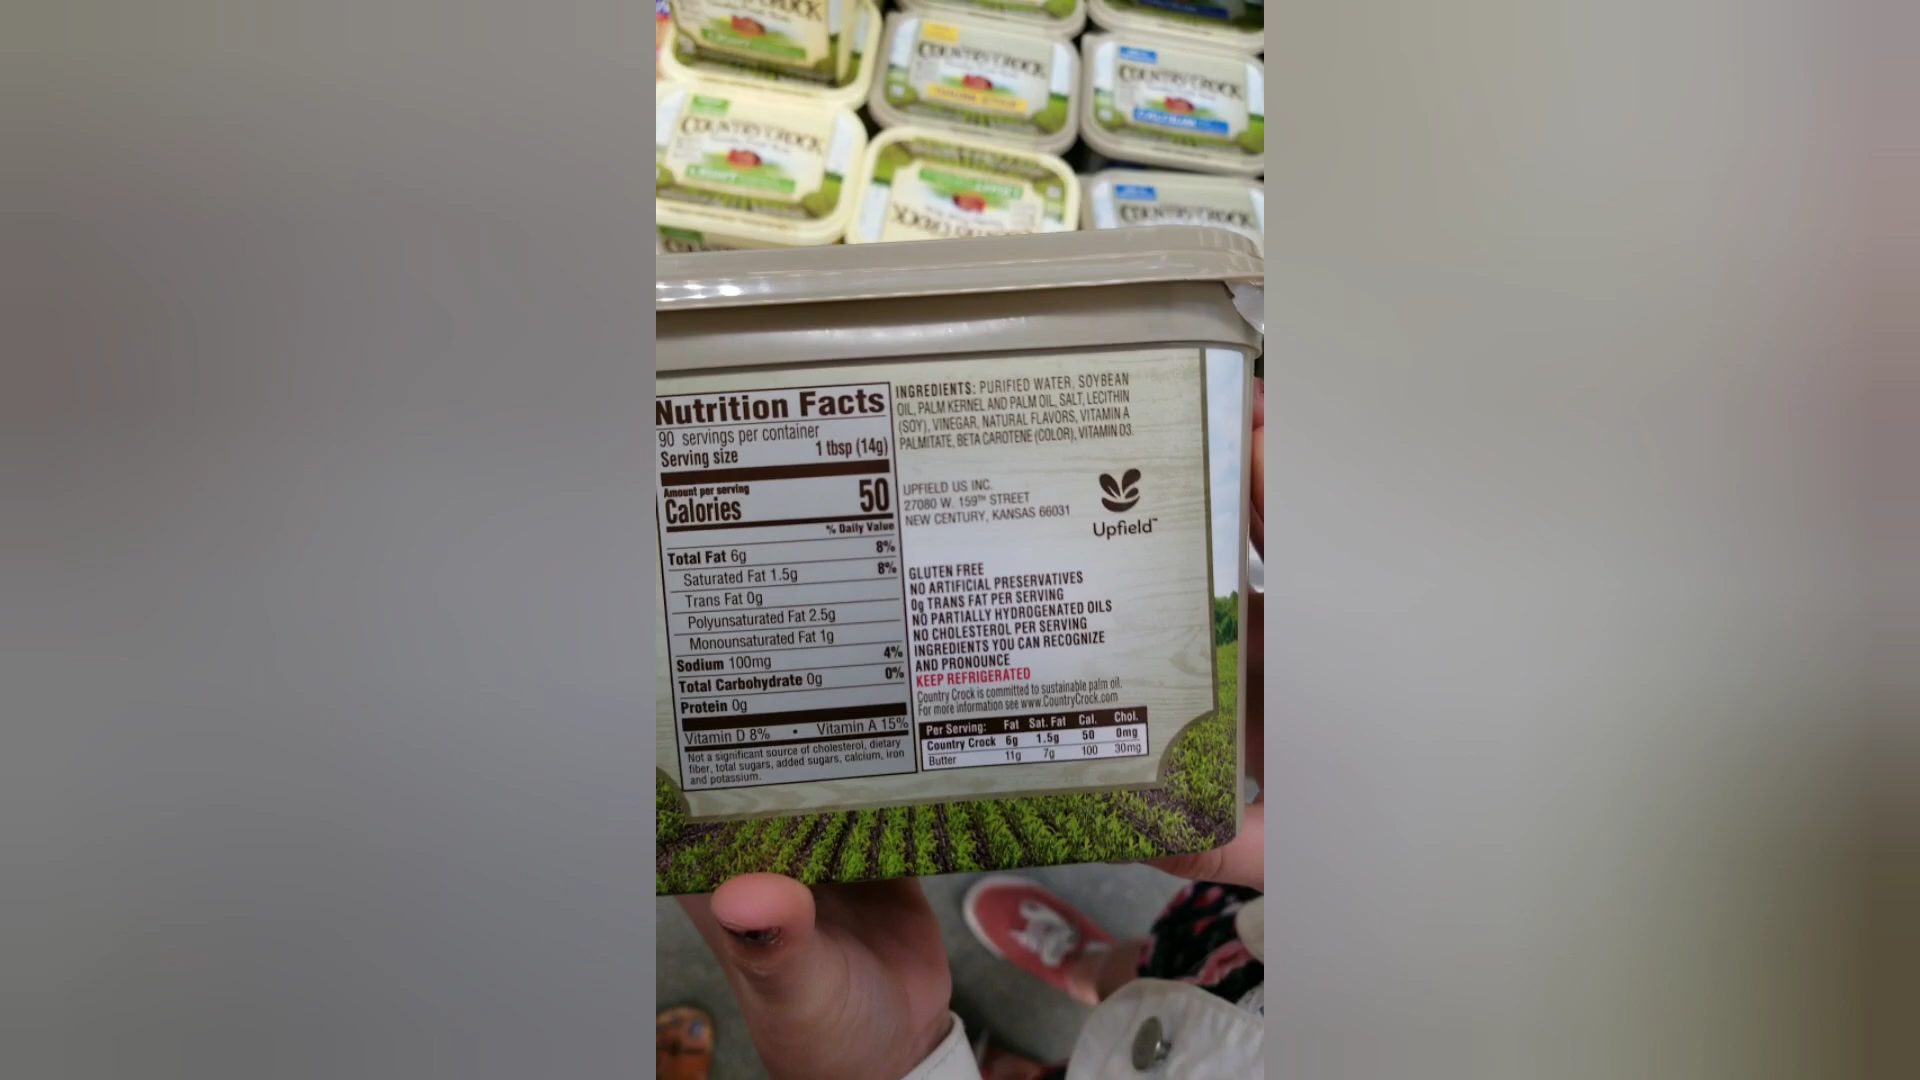 COUNTRY CROCK
COUNTRY CROCK
CALCIUM
COUNTRY CROCK
LIGHT
COUNTRY CROCK
COUNTRY CROCK
Nutrition Facts
90 servings per container
Serving size 1 tbsp (14g)
Amount per serving
Calories 50
% Daily Value
Total Fat 6g 8%
Saturated Fat 1.5g 8%
Trans Fat 0g
Polyunsaturated Fat 2.5g
Monounsaturated Fat 1g
Sodium 100mg 4%
Total Carbohydrate 0g 0%
Protein 0g
Vitamin D 8% • Vitamin A 15%
Not a significant source of cholesterol, dietary
fiber, total sugars, added sugars, calcium, iron
and potassium.
INGREDIENTS: PURIFIED WATER, SOYBEAN
OIL, PALM KERNEL AND PALM OIL, SALT, LECITHIN
(SOY), VINEGAR, NATURAL FLAVORS, VITAMIN A
PALMITATE, BETA CAROTENE (COLOR), VITAMIN D3.
UPFIELD US INC.
27080 W. 159TH STREET
NEW CENTURY, KANSAS 66031
Upfield™
GLUTEN FREE
NO ARTIFICIAL PRESERVATIVES
0g TRANS FAT PER SERVING
NO PARTIALLY HYDROGENATED OILS
NO CHOLESTEROL PER SERVING
INGREDIENTS YOU CAN RECOGNIZE
AND PRONOUNCE
KEEP REFRIGERATED
Country Crock is committed to sustainable palm oil.
For more information see www.CountryCrock.com
Per Serving: Fat Sat. Fat Cal. Chol.
Country Crock 6g 1.5g 50 0mg
Butter 11g 7g 100 30mg